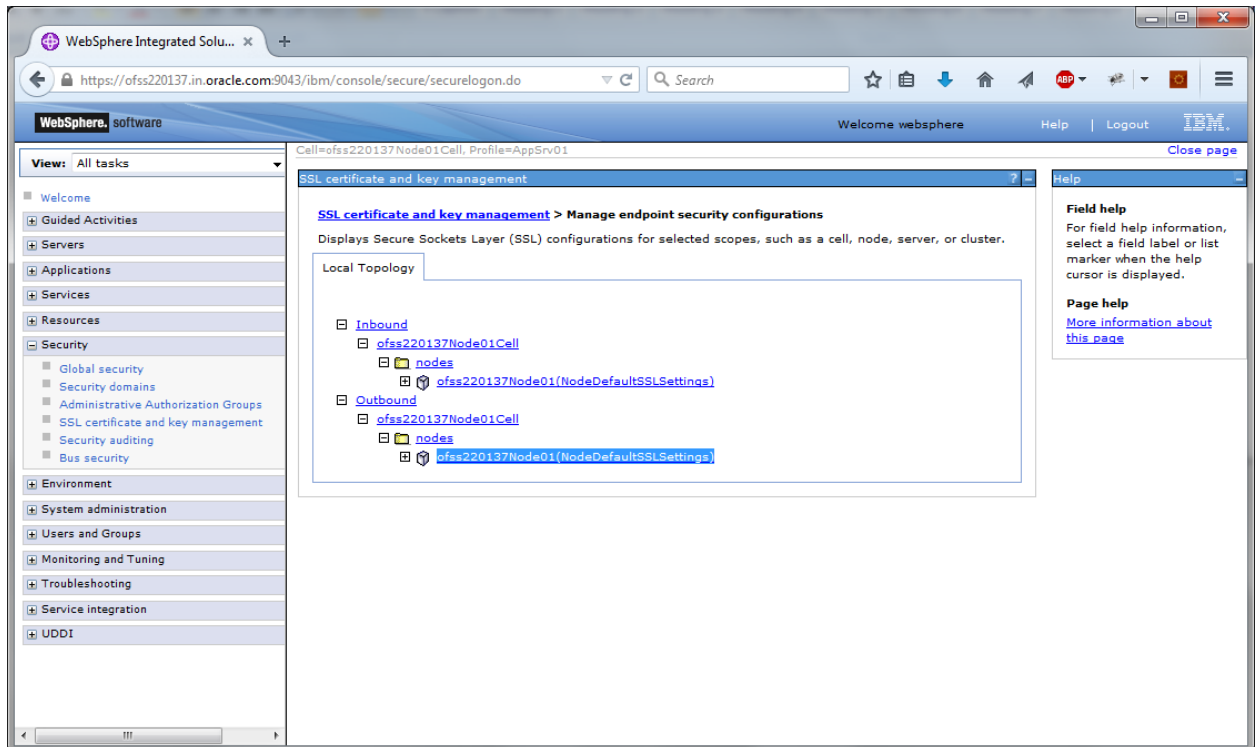 WebSphere Integrated Solu...
https://ofss220137.in.oracle.com:9043/ibm/console/secure/securelogon.do
Search
ABP
WebSphere. software
Welcome websphere
Help | Logout
IBM.
View: All tasks
Welcome
Guided Activities
Servers
Applications
Services
Resources
Security
Global security
Security domains
Administrative Authorization Groups
SSL certificate and key management
Security auditing
Bus security
Environment
System administration
Users and Groups
Monitoring and Tuning
Troubleshooting
Service integration
UDDI
Cell=ofss220137Node01Cell, Profile=AppSrv01
Close page
SSL certificate and key management
? -
SSL certificate and key management > Manage endpoint security configurations
Displays Secure Sockets Layer (SSL) configurations for selected scopes, such as a cell, node, server, or cluster.
Local Topology
Inbound
ofss220137Node01Cell
nodes
ofss220137Node01(NodeDefaultSSLSettings)
Outbound
ofss220137Node01Cell
nodes
ofss220137Node01(NodeDefaultSSLSettings)
Help
Field help
For field help information,
select a field label or list
marker when the help
cursor is displayed.
Page help
More information about
this page